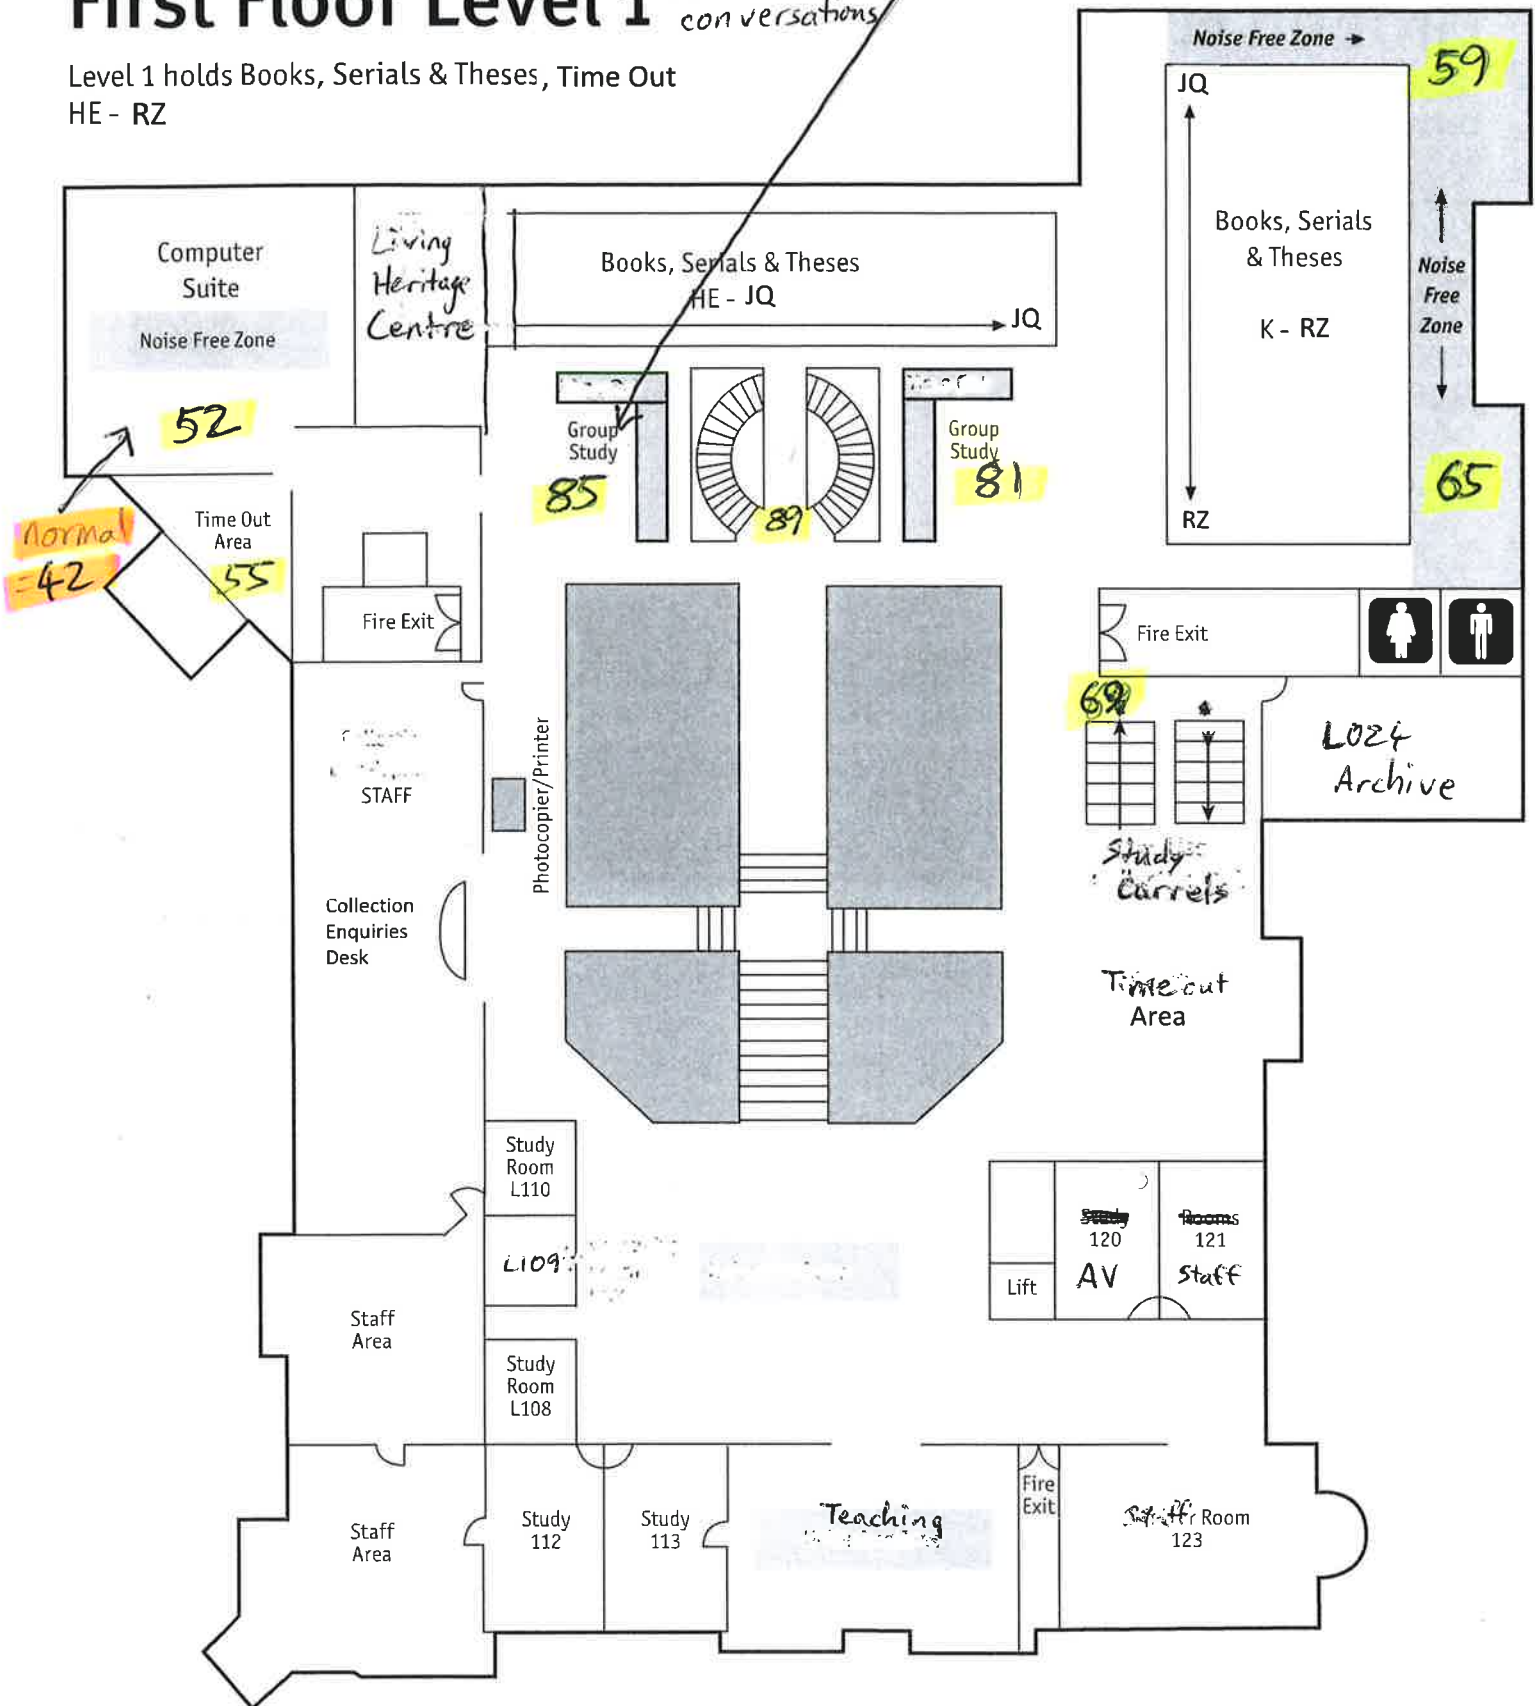 First Floor Level 1
conversations
Level 1 holds Books, Serials & Theses, Time Out
HE - RZ
Noise Free Zone
59
JQ
Books, Serials
& Theses
K - RZ
RZ
Noise
Free
Zone
65
Computer
Suite
Noise Free Zone
52
Living
Heritage
Centre
Books, Serials & Theses
HE - JQ
JQ
Group
Study
85
89
Group
Study
81
normal
=42
Time Out
Area
55
Fire Exit
Fire Exit
69
L024
Archive
STAFF
Photocopier/Printer
Study
Carrels
Collection
Enquiries
Desk
Time out
Area
Study
Room
L110
L109
Study
Rooms
120
121
AV
Staff
Lift
Staff
Area
Study
Room
L108
Staff
Area
Study
112
Study
113
Teaching
Fire
Exit
Room
123